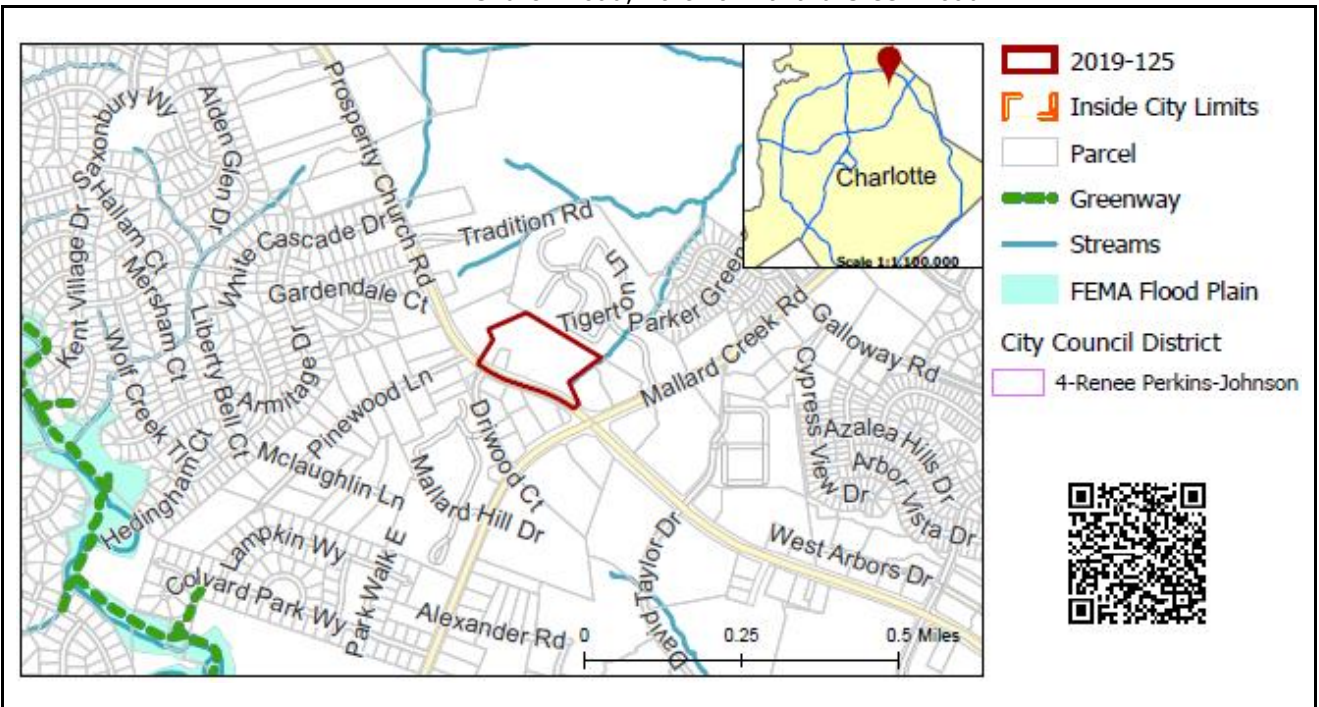 2019-125
Inside City Limits
Parcel
Greenway
Streams
FEMA Flood Plain
City Council District
4-Renee Perkins-Johnson
Charlotte
Scale 1:1,100,000
Saxonbury Wy
Alden Glen Dr
Prosperity Church Rd
Hallam Ct
Kent Village Dr
Mersham Ct
White
Cascade Dr
Tradition Rd
Gardendale Ct
Tigerton Ln
Parker Green
Wolf Creek Tl
Liberty Bell Ct
Armitage Dr
Pinewood Ln
Mallard Creek Rd
Galloway Rd
Driwood Ct
Cypress View Dr
Azalea Hills Dr
Arbor Vista Dr
Hedingham Ct
Mclaughlin Ln
Mallard Hill Dr
Lampkin Wy
Park Walk E
Colvard Park Wy
Alexander Rd
David Taylor Dr
David
West Arbors Dr
0 0.25 0.5 Miles